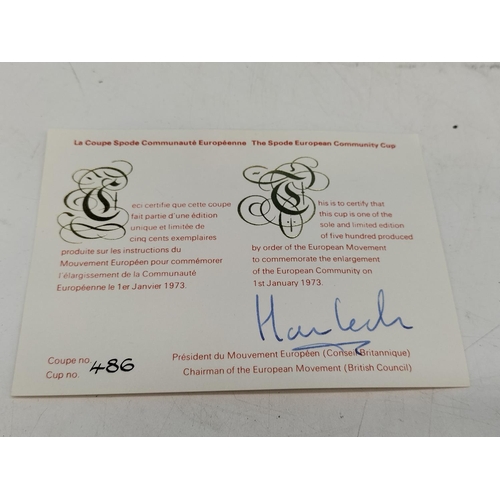 La Coupe Spode Communauté Européenne The Spode European Community Cup
Ceci certifie que cette coupe
fait partie d'une édition
unique et limitée de
cinq cents exemplaires
produite sur les instructions du
Mouvement Européen pour commémorer
l'élargissement de la Communauté
Européenne le 1er Janvier 1973.
This is to certify that
this cup is one of the
sole and limited edition
of five hundred produced
by order of the European Movement
to commemorate the enlargement
of the European Community on
1st January 1973.
Harlech
Coupe no.
Cup no. 486
Président du Mouvement Européen (Conseil Britannique)
Chairman of the European Movement (British Council)